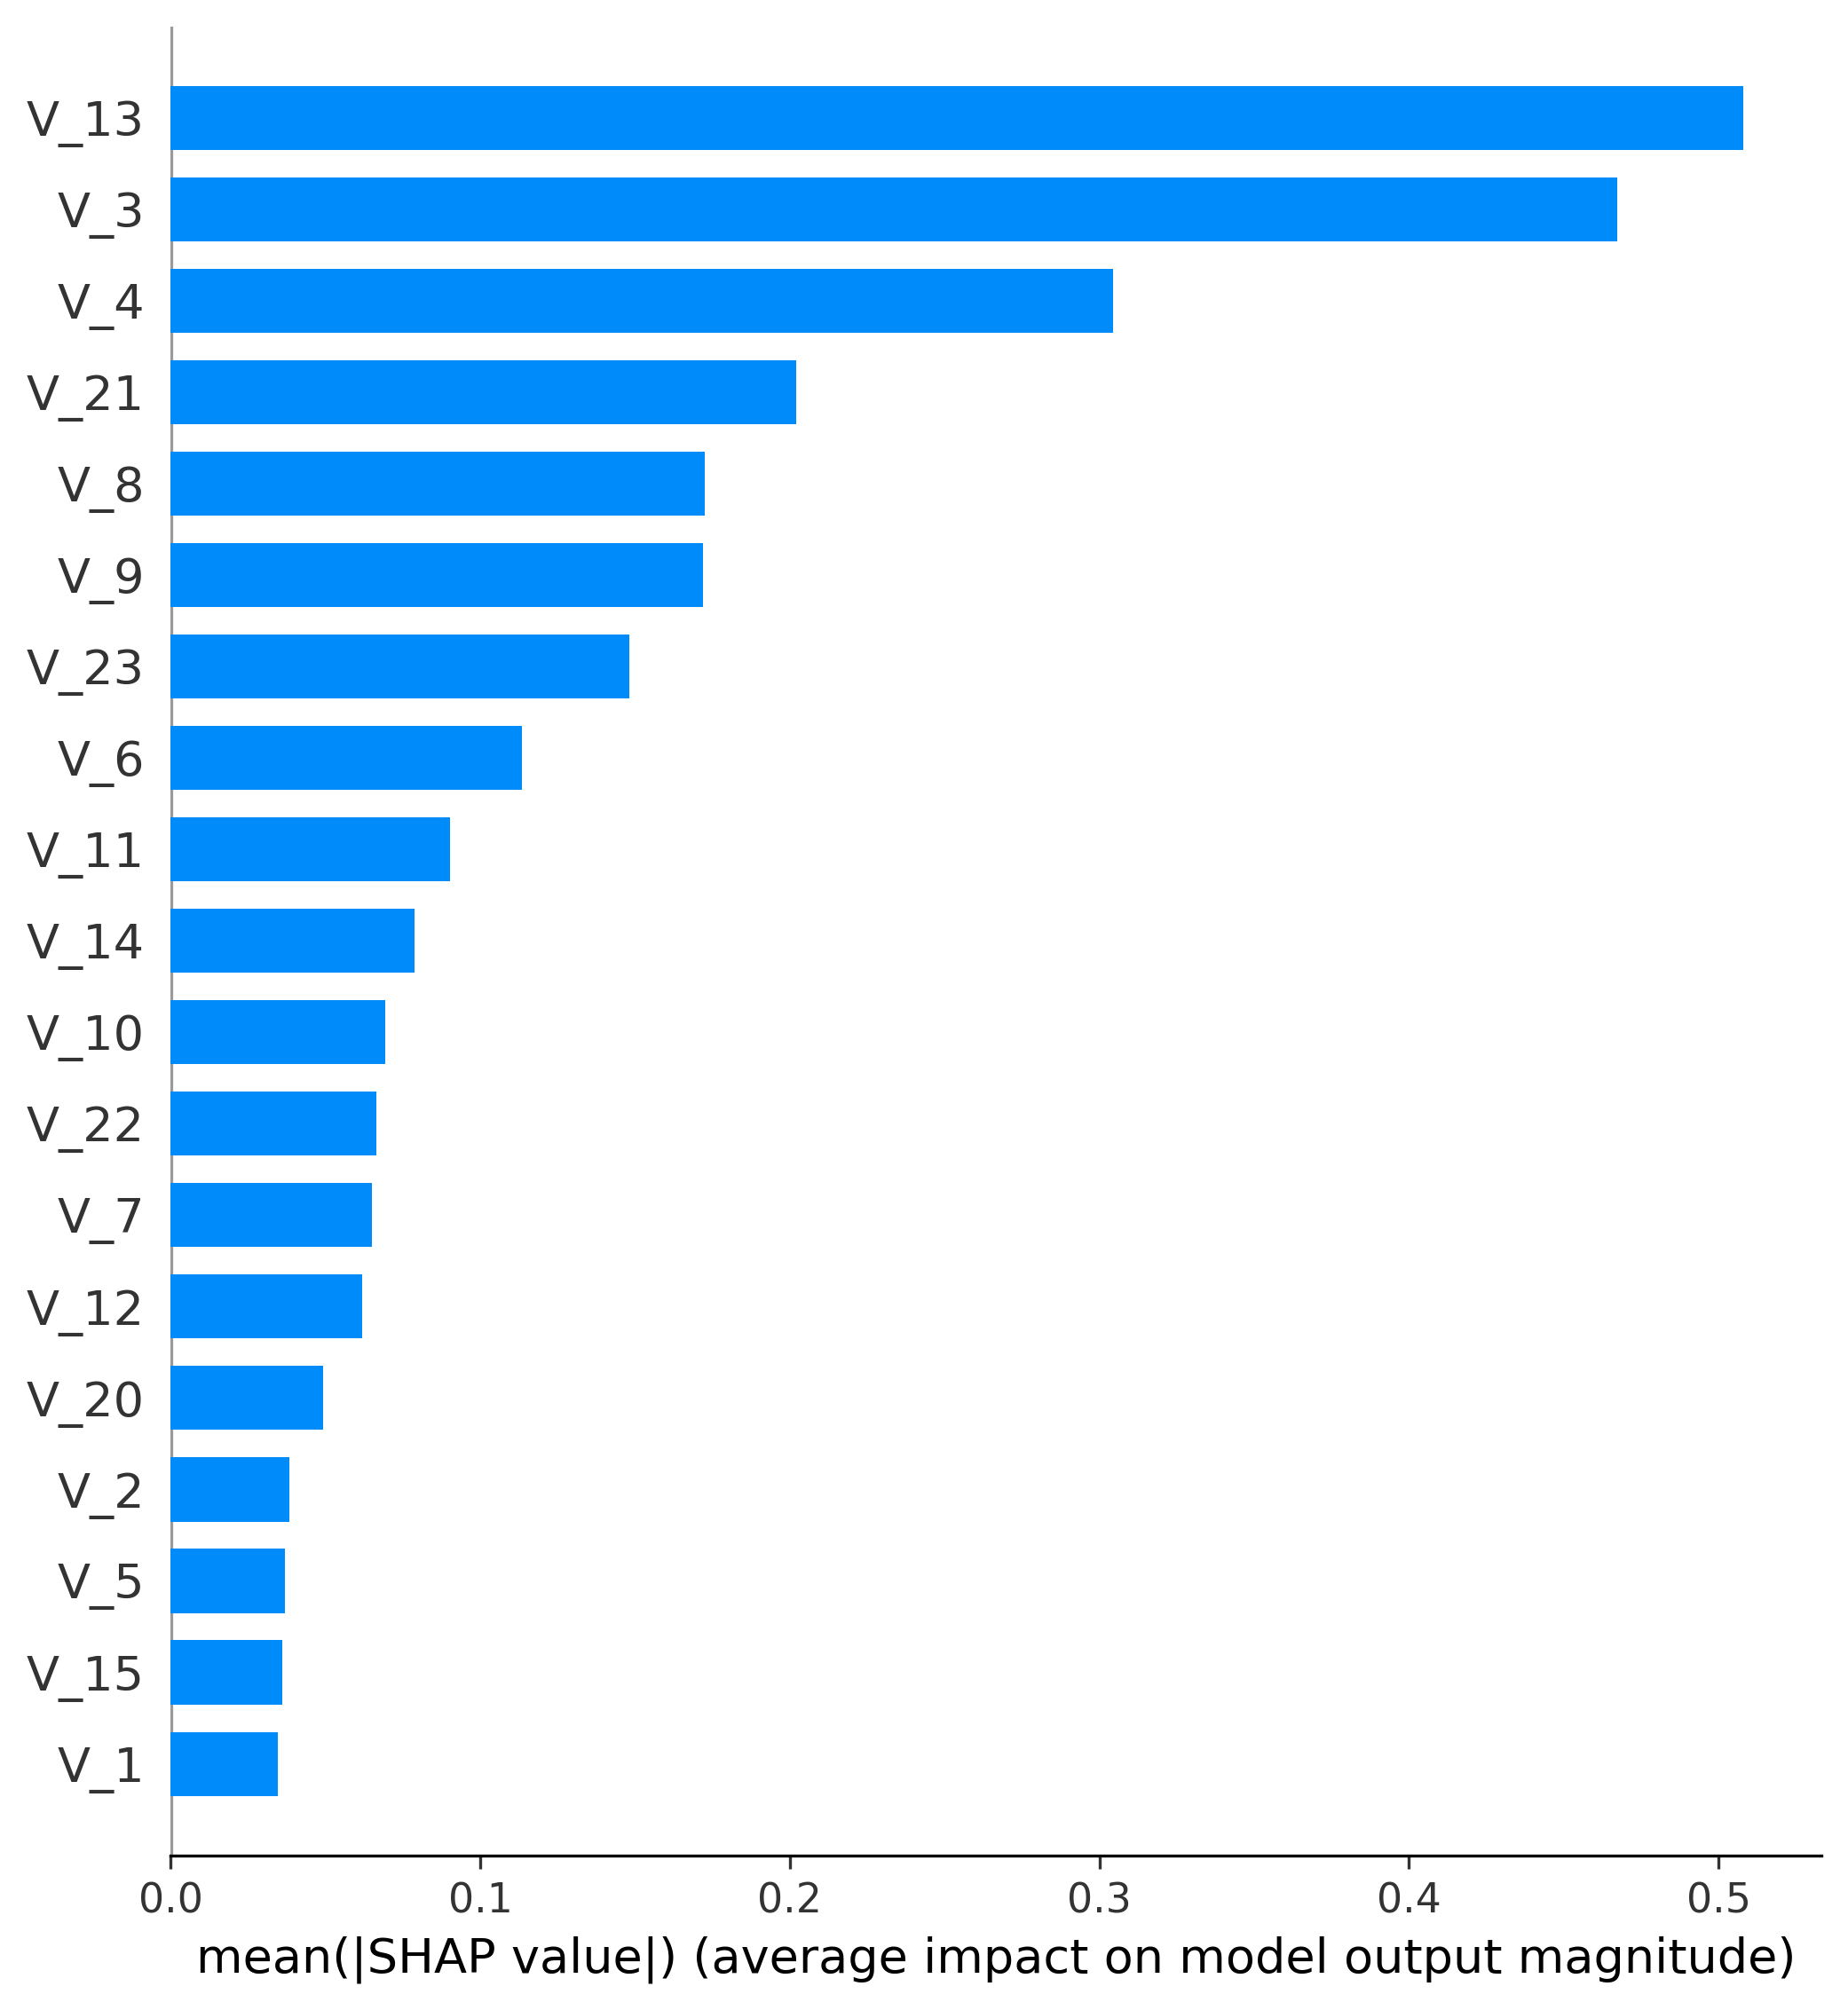 V_13
V_3
V_4
V_21
V_8
V_9
V_23
V_6
V_11
V_14
V_10
V_22
V_7
V_12
V_20
V_2
V_5
V_15
V_1
0.0 0.1 0.2 0.3 0.4 0.5
mean(|SHAP value|) (average impact on model output magnitude)